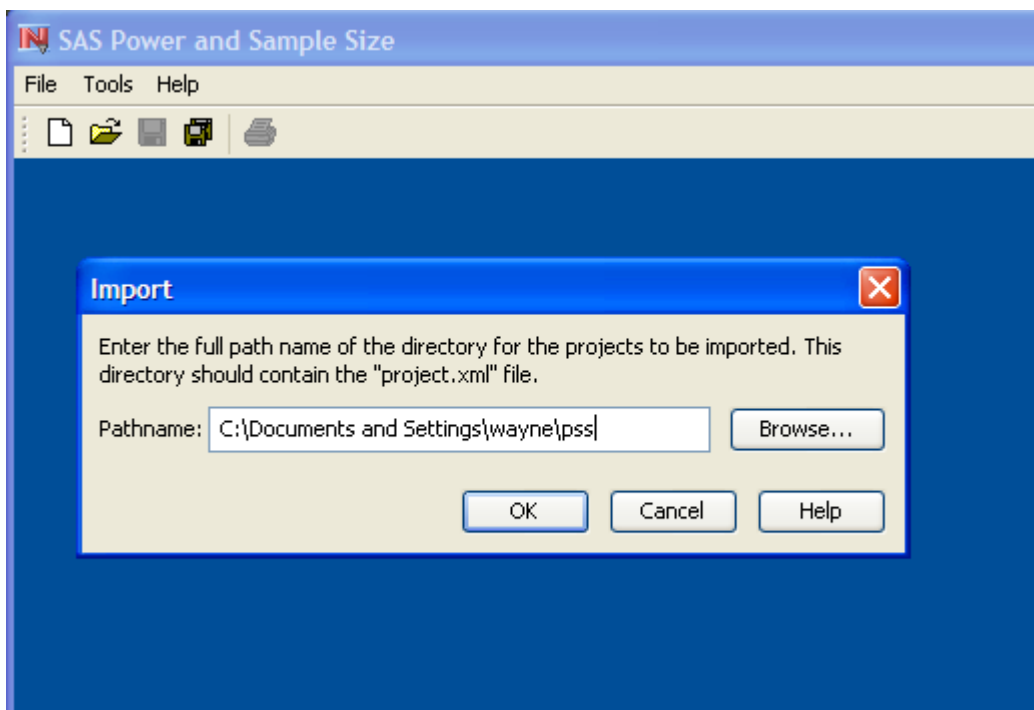 SAS Power and Sample Size
File Tools Help
Import
Enter the full path name of the directory for the projects to be imported. This
directory should contain the "project.xml" file.
Pathname: C:\Documents and Settings\wayne\pss Browse...
OK Cancel Help